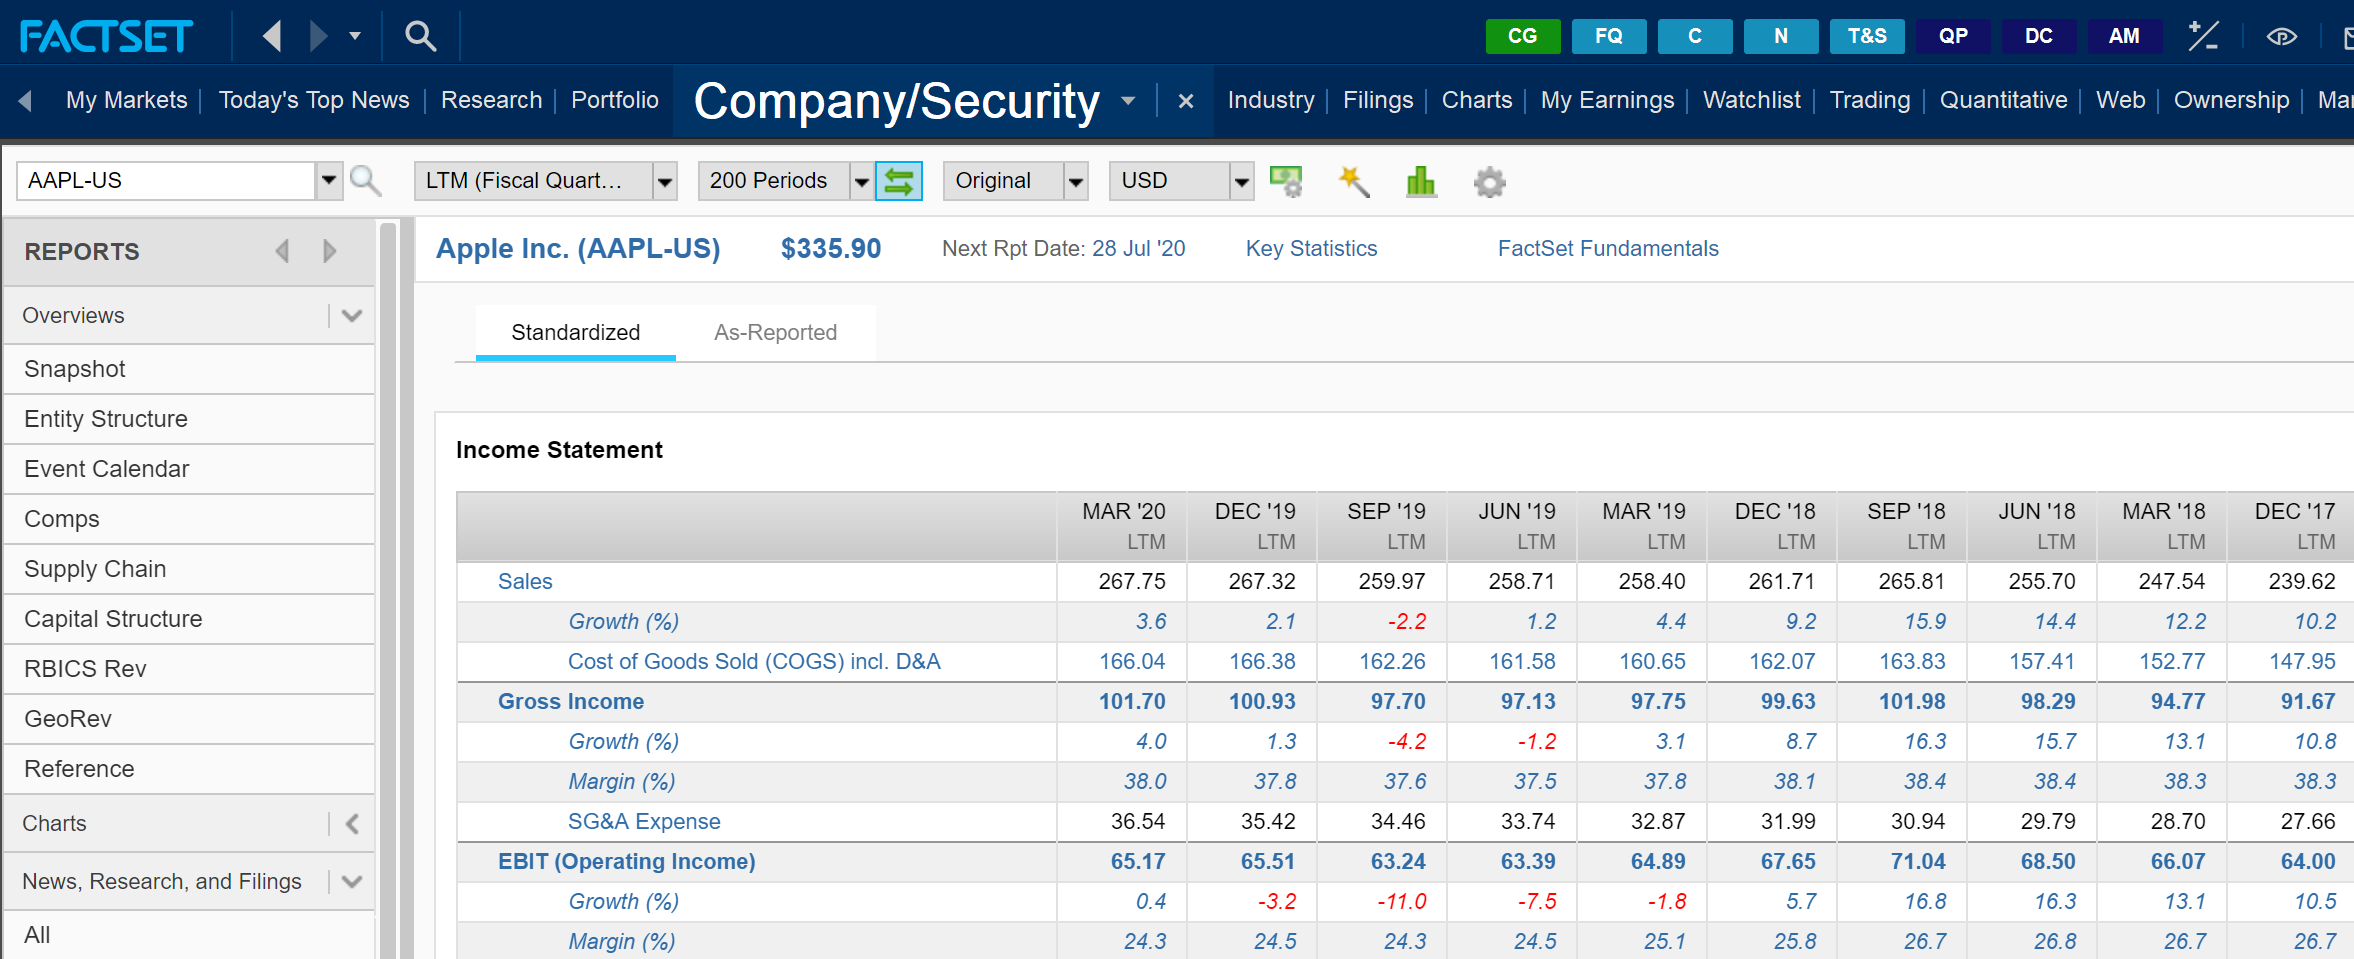 FACTSET
CG FQ C N T&S QP DC AM
My Markets Today's Top News Research Portfolio Company/Security Industry Filings Charts My Earnings Watchlist Trading Quantitative Web Ownership Mar
AAPL-US LTM (Fiscal Quart... 200 Periods Original USD
REPORTS
Overviews
Snapshot
Entity Structure
Event Calendar
Comps
Supply Chain
Capital Structure
RBICS Rev
GeoRev
Reference
Charts
News, Research, and Filings
All
Apple Inc. (AAPL-US) $335.90 Next Rpt Date: 28 Jul '20 Key Statistics FactSet Fundamentals
Standardized As-Reported
Income Statement
MAR '20 DEC '19 SEP '19 JUN '19 MAR '19 DEC '18 SEP '18 JUN '18 MAR '18 DEC '17
LTM LTM LTM LTM LTM LTM LTM LTM LTM LTM
Sales 267.75 267.32 259.97 258.71 258.40 261.71 265.81 255.70 247.54 239.62
Growth (%) 3.6 2.1 -2.2 1.2 4.4 9.2 15.9 14.4 12.2 10.2
Cost of Goods Sold (COGS) incl. D&A 166.04 166.38 162.26 161.58 160.65 162.07 163.83 157.41 152.77 147.95
Gross Income 101.70 100.93 97.70 97.13 97.75 99.63 101.98 98.29 94.77 91.67
Growth (%) 4.0 1.3 -4.2 -1.2 3.1 8.7 16.3 15.7 13.1 10.8
Margin (%) 38.0 37.8 37.6 37.5 37.8 38.1 38.4 38.4 38.3 38.3
SG&A Expense 36.54 35.42 34.46 33.74 32.87 31.99 30.94 29.79 28.70 27.66
EBIT (Operating Income) 65.17 65.51 63.24 63.39 64.89 67.65 71.04 68.50 66.07 64.00
Growth (%) 0.4 -3.2 -11.0 -7.5 -1.8 5.7 16.8 16.3 13.1 10.5
Margin (%) 24.3 24.5 24.3 24.5 25.1 25.8 26.7 26.8 26.7 26.7